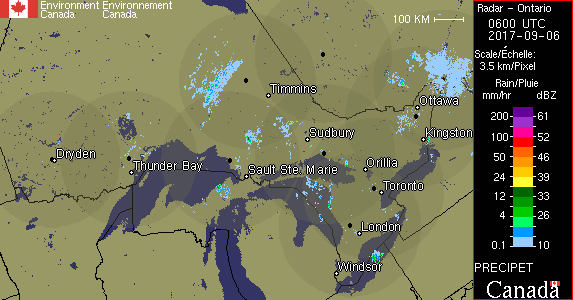 Environment Environnement
Canada Canada
100 KM
Timmins
Ottawa
Sudbury
Kingston
Dryden
Thunder Bay
Sault Ste. Marie
Orillia
Toronto
London
Windsor
Radar - Ontario
0600 UTC
2017-09-06
Scale/Échelle:
3.5 km/Pixel
Rain/Pluie
mm/hr dBZ
200 61
100 52
50 46
24 39
12 33
4 26
0.1 10
PRECIPET
Canada